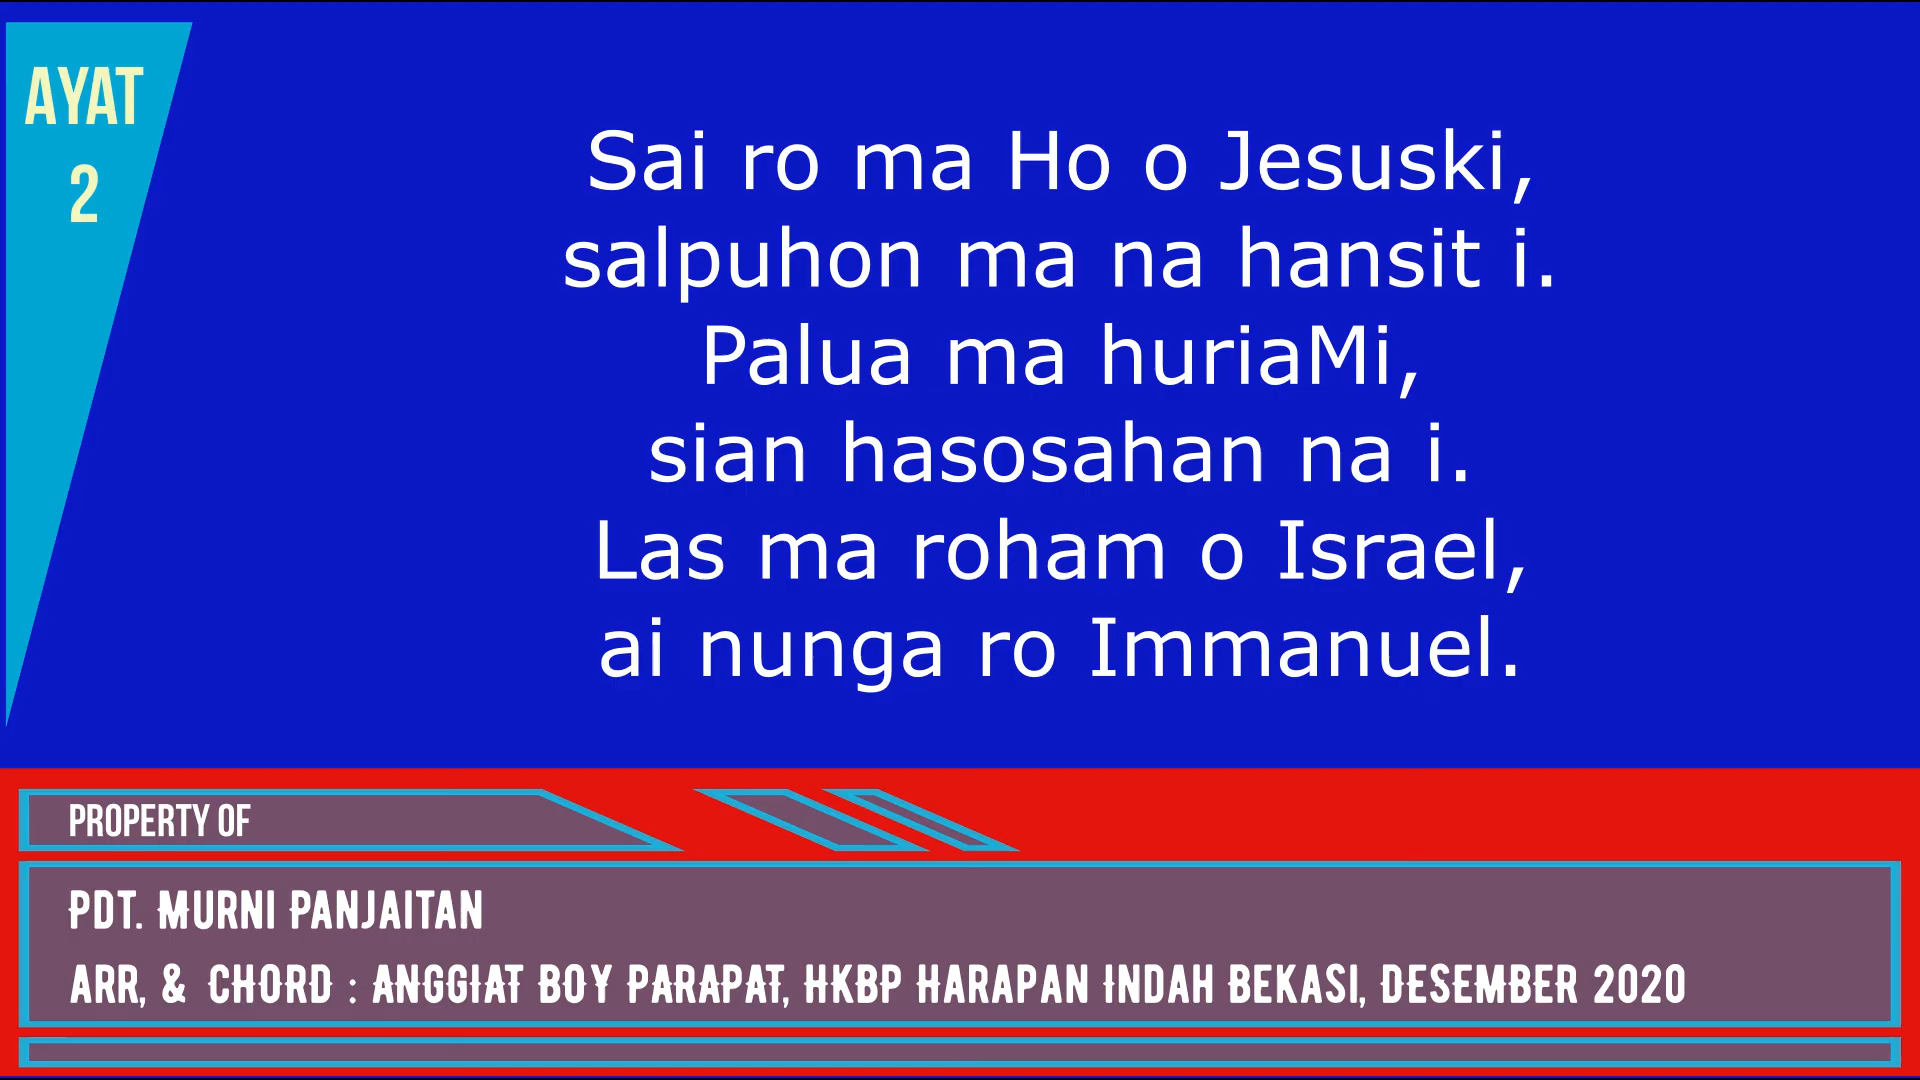 AYAT
2
Sai ro ma Ho o Jesuski,
salpuhon ma na hansit i.
Palua ma huriaMi,
sian hasosahan na i.
Las ma roham o Israel,
ai nunga ro Immanuel.
PROPERTY OF
PDT. MURNI PANJAITAN
ARR, & CHORD : ANGGIAT BOY PARAPAT, HKBP HARAPAN INDAH BEKASI, DESEMBER 2020